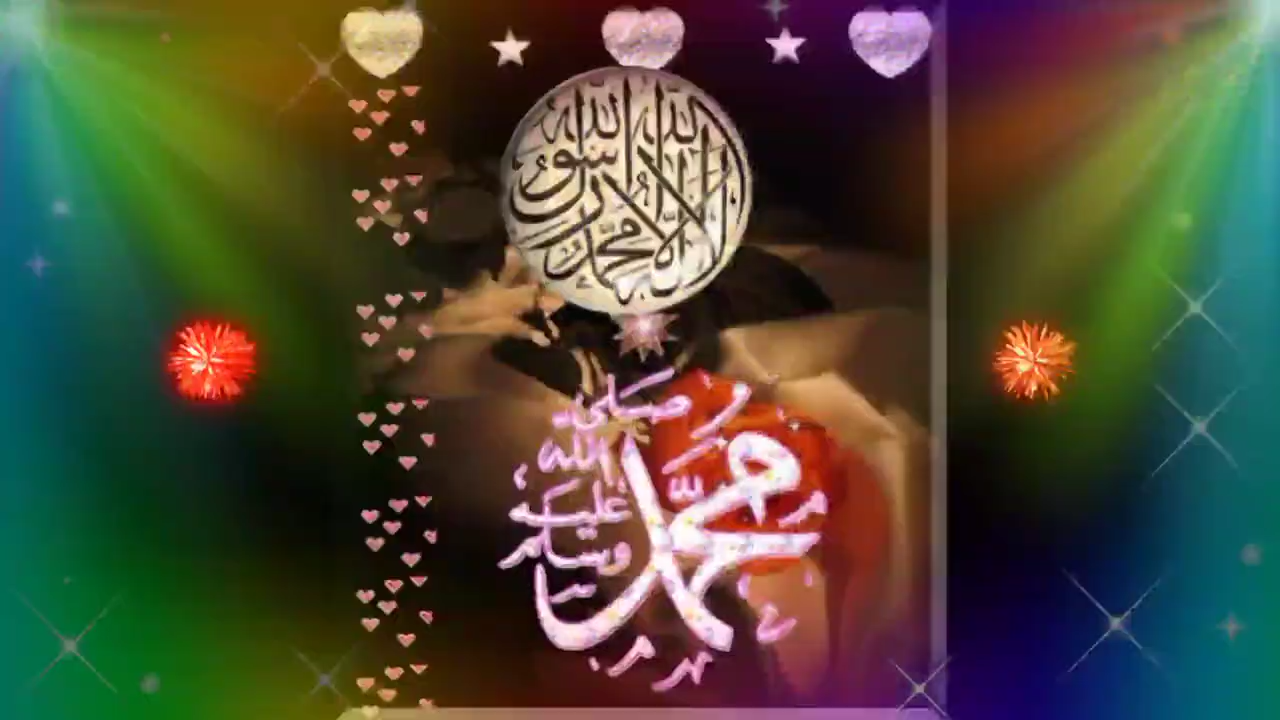 لا إله إلا الله محمد رسول الله
محمد
صلى الله عليه وسلم